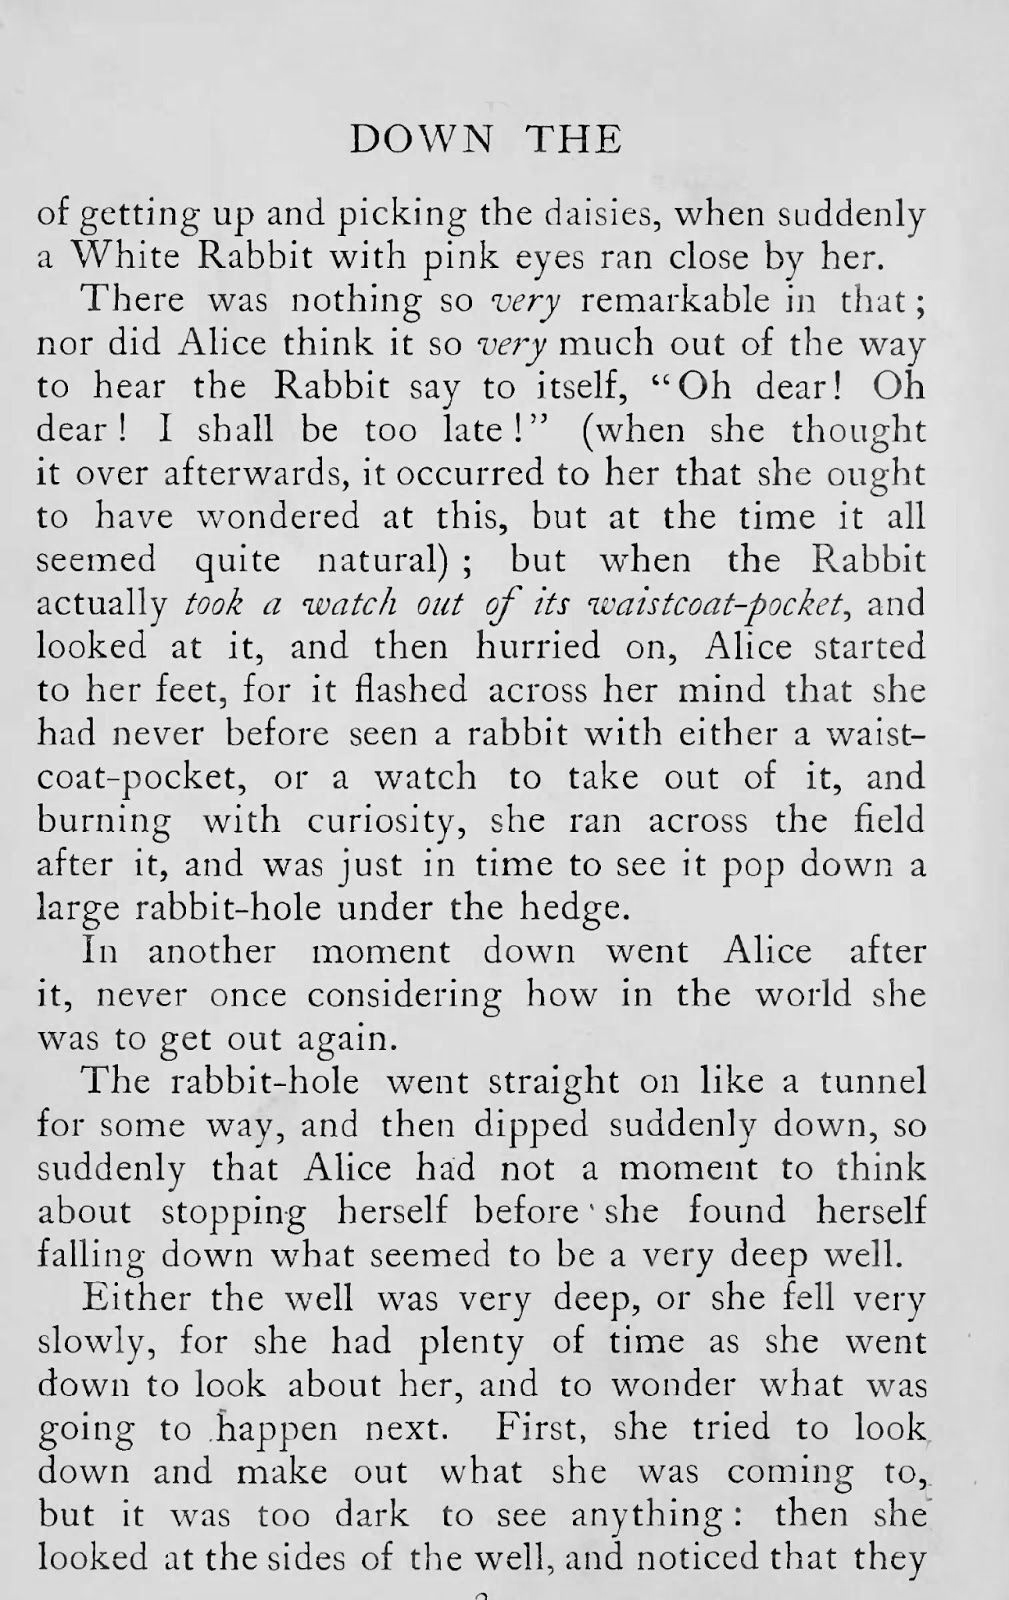 DOWN THE
of getting up and picking the daisies, when suddenly
a White Rabbit with pink eyes ran close by her.
There was nothing so very remarkable in that ;
nor did Alice think it so very much out of the way
to hear the Rabbit say to itself, “Oh dear! Oh
dear ! I shall be too late !” (when she thought
it over afterwards, it occurred to her that she ought
to have wondered at this, but at the time it all
seemed quite natural) ; but when the Rabbit
actually took a watch out of its waistcoat-pocket, and
looked at it, and then hurried on, Alice started
to her feet, for it flashed across her mind that she
had never before seen a rabbit with either a waist-
coat-pocket, or a watch to take out of it, and
burning with curiosity, she ran across the field
after it, and was just in time to see it pop down a
large rabbit-hole under the hedge.
In another moment down went Alice after
it, never once considering how in the world she
was to get out again.
The rabbit-hole went straight on like a tunnel
for some way, and then dipped suddenly down, so
suddenly that Alice had not a moment to think
about stopping herself before she found herself
falling down what seemed to be a very deep well.
Either the well was very deep, or she fell very
slowly, for she had plenty of time as she went
down to look about her, and to wonder what was
going to happen next. First, she tried to look
down and make out what she was coming to,
but it was too dark to see anything : then she
looked at the sides of the well, and noticed that they